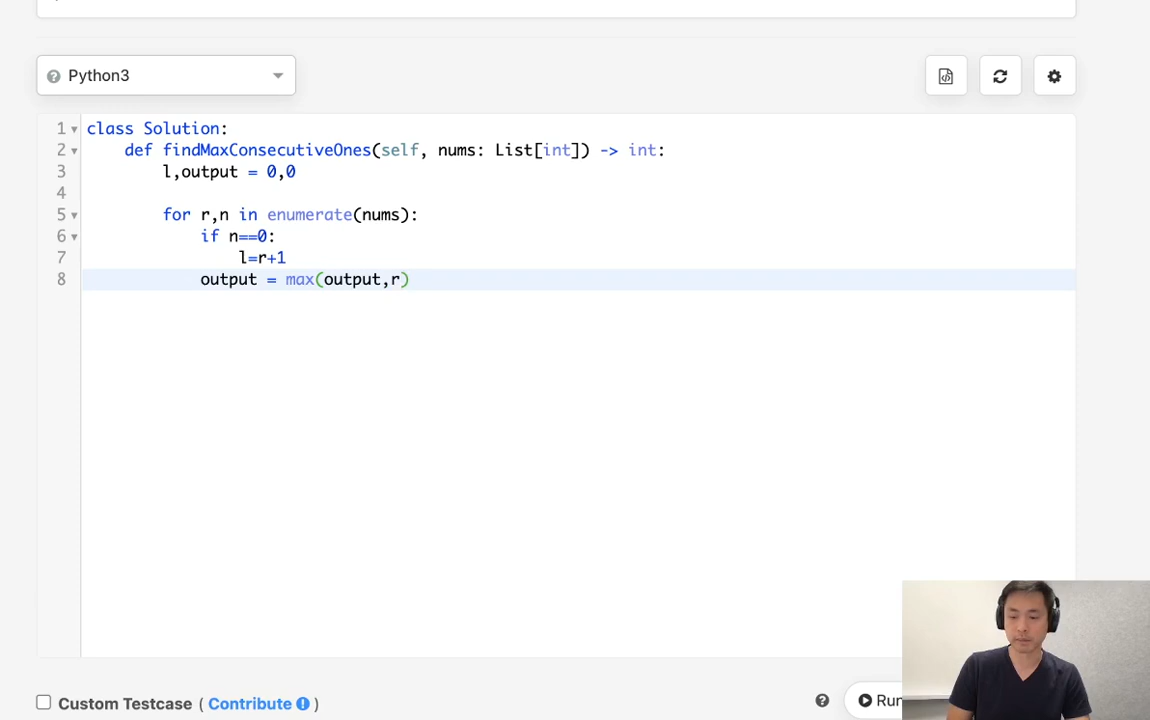 Python3
1 class Solution:
2 def findMaxConsecutiveOnes(self, nums: List[int]) -> int:
3 l,output = 0,0
4
5 for r,n in enumerate(nums):
6 if n==0:
7 l=r+1
8 output = max(output,r)
Custom Testcase ( Contribute )
Run